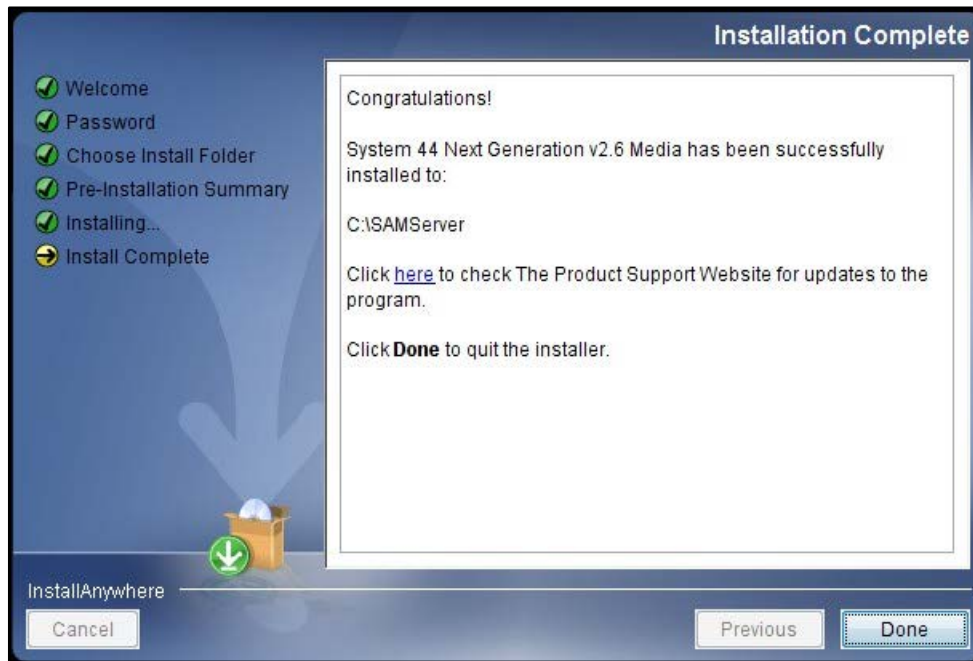 Installation Complete
Welcome
Password
Choose Install Folder
Pre-Installation Summary
Installing...
Install Complete
Congratulations!
System 44 Next Generation v2.6 Media has been successfully
installed to:
C:\SAMServer
Click here to check The Product Support Website for updates to the
program.
Click Done to quit the installer.
InstallAnywhere
Cancel
Previous
Done